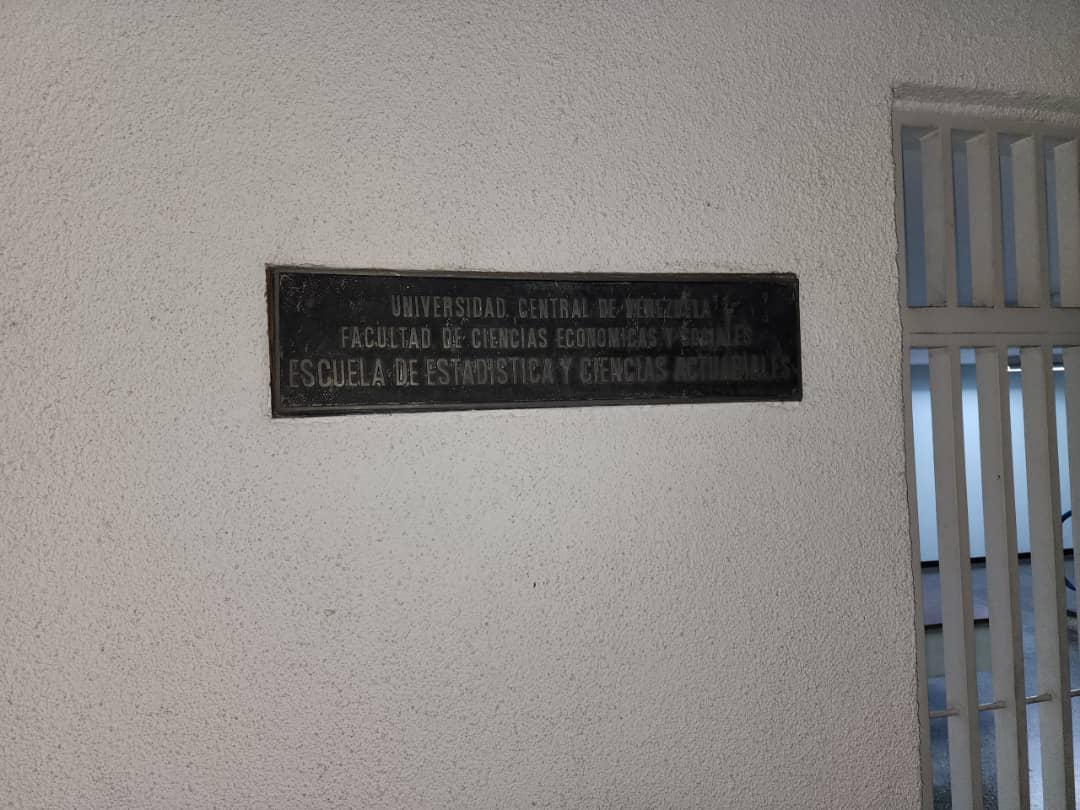 UNIVERSIDAD CENTRAL DE VENEZUELA
FACULTAD DE CIENCIAS ECONOMICAS Y SOCIALES
ESCUELA DE ESTADISTICA Y CIENCIAS ACTUARIALES